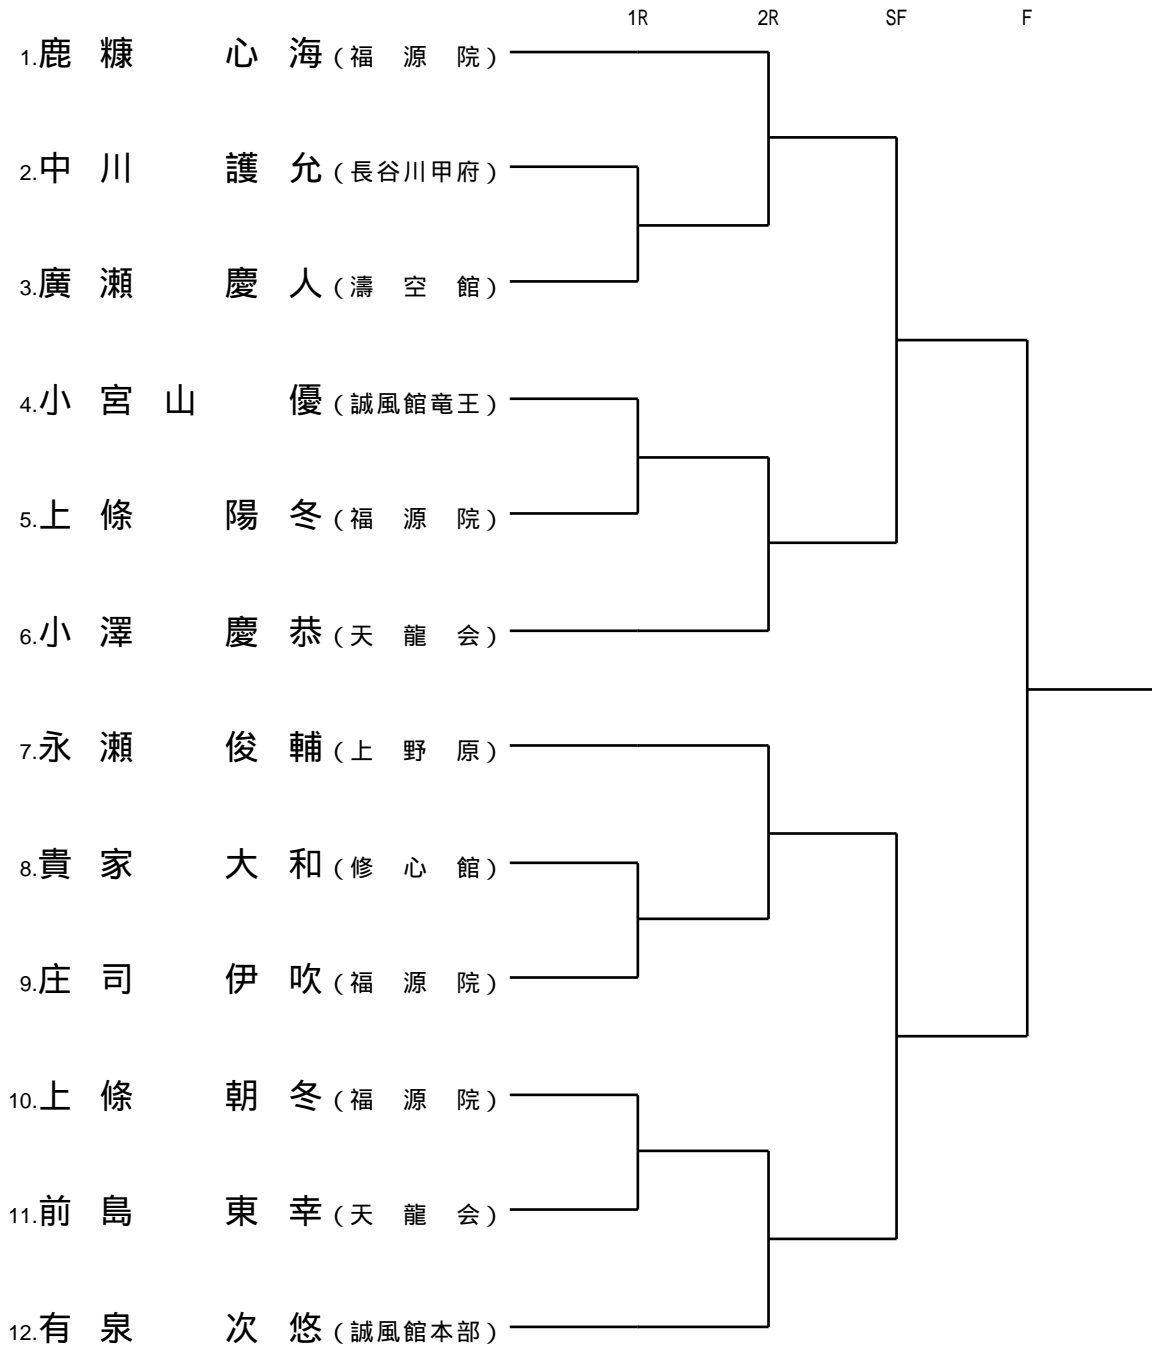 1R 2R SF F
1.鹿糠 心海(福源院)
2.中川 護允(長谷川甲府)
3.廣瀬 慶人(濤空館)
4.小宮山 優(誠風館竜王)
5.上條 陽冬(福源院)
6.小澤 慶恭(天龍会)
7.永瀬 俊輔(上野原)
8.貴家 大和(修心館)
9.庄司 伊吹(福源院)
10.上條 朝冬(福源院)
11.前島 東幸(天龍会)
12.有泉 次悠(誠風館本部)